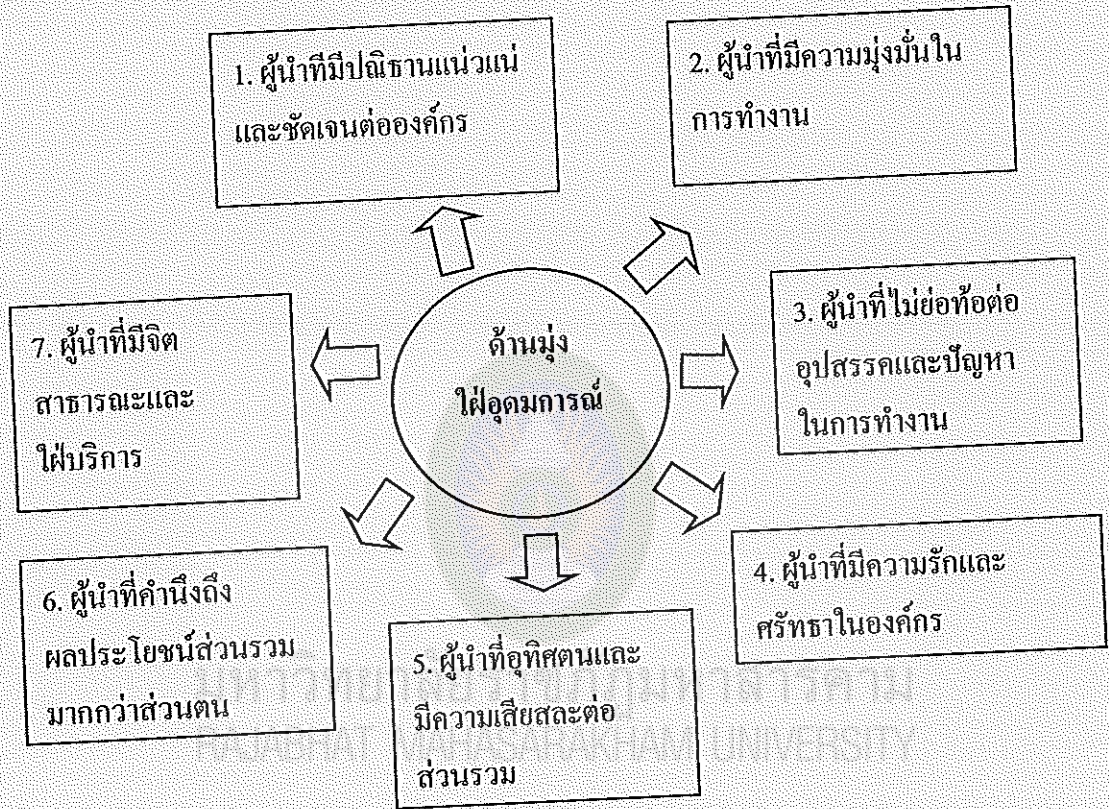 1. ผู้นำทีมีปณิธานแน่วแน่
และชัดเจนต่อองค์กร
2. ผู้นำที่มีความมุ่งมั่นใน
การทำงาน
ด้านมุ่ง
ใฝ่อุดมการณ์
3. ผู้นำที่ไม่ย่อท้อต่อ
อุปสรรคและปัญหา
ในการทำงาน
4. ผู้นำที่มีความรักและ
ศรัทธาในองค์กร
5. ผู้นำที่อุทิศตนและ
มีความเสียสละต่อ
ส่วนรวม
6. ผู้นำที่คำนึงถึง
ผลประโยชน์ส่วนรวม
มากกว่าส่วนตน
7. ผู้นำที่มีจิต
สาธารณะและ
ใฝ่บริการ
RAJABHAT MAHASARAKHAM UNIVERSITY